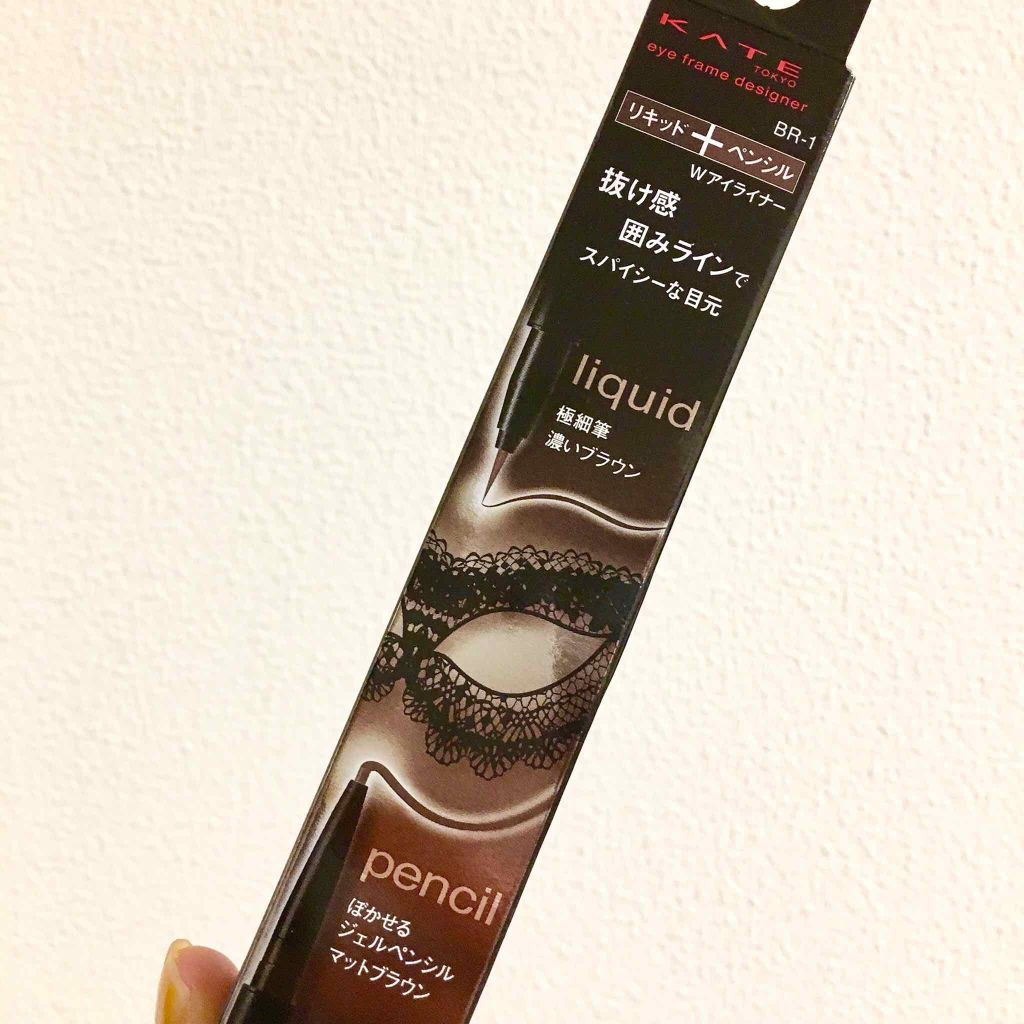 KATE
TOKYO
eye frame designer
BR-1
リキッド+ペンシル
Wアイライナー
抜け感
囲みラインで
スパイシーな目元
liquid
極細筆
濃いブラウン
pencil
ぼかせる
ジェルペンシル
マットブラウン